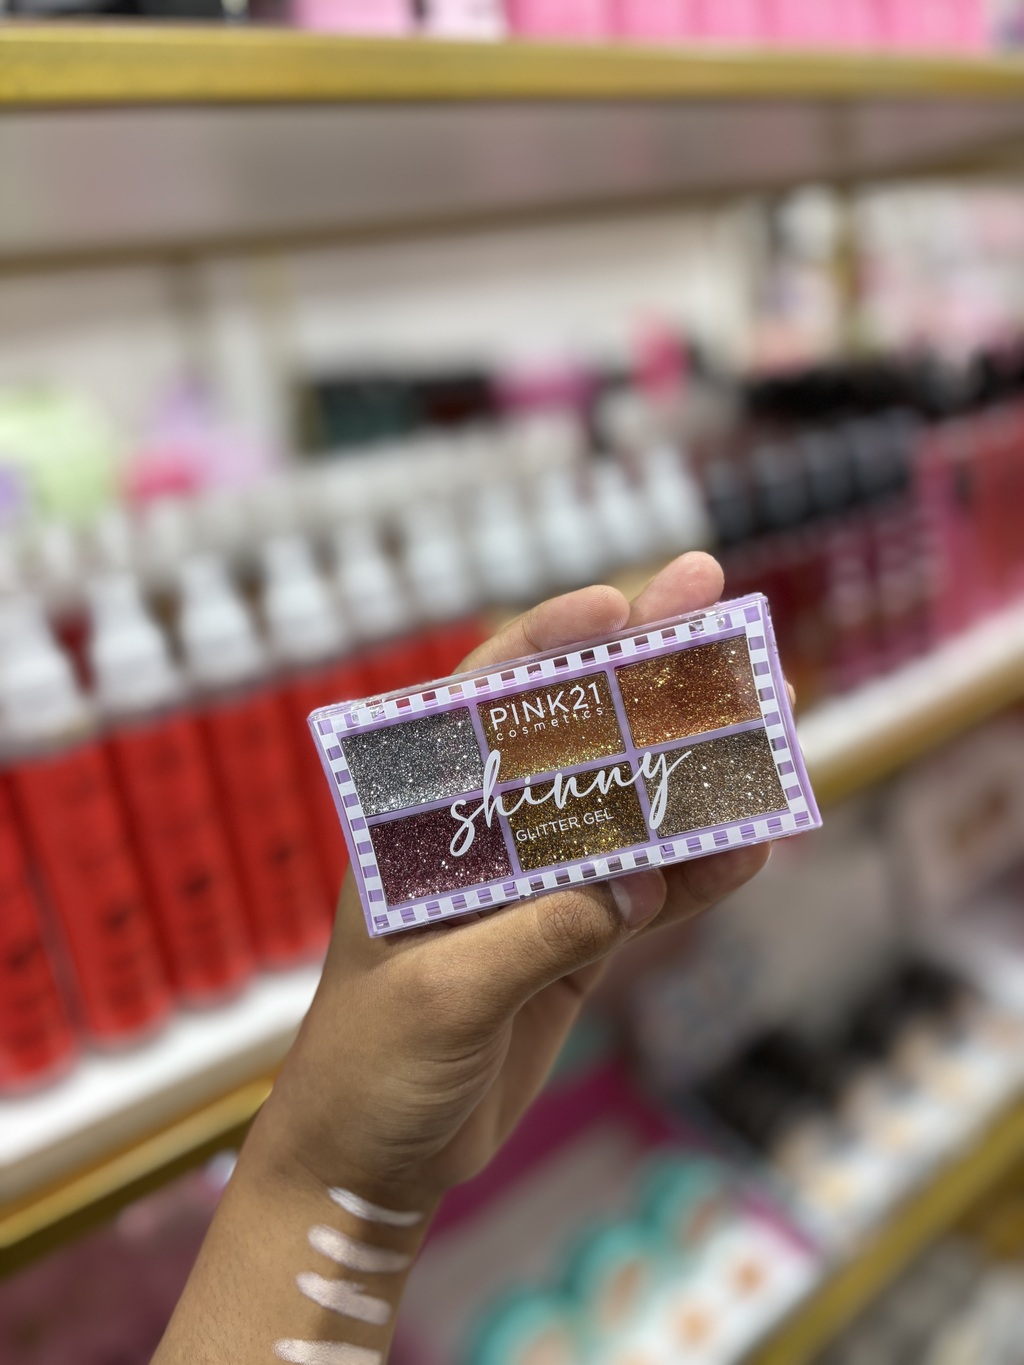 PINK21
cosmetics
shinny
GLITTER GEL